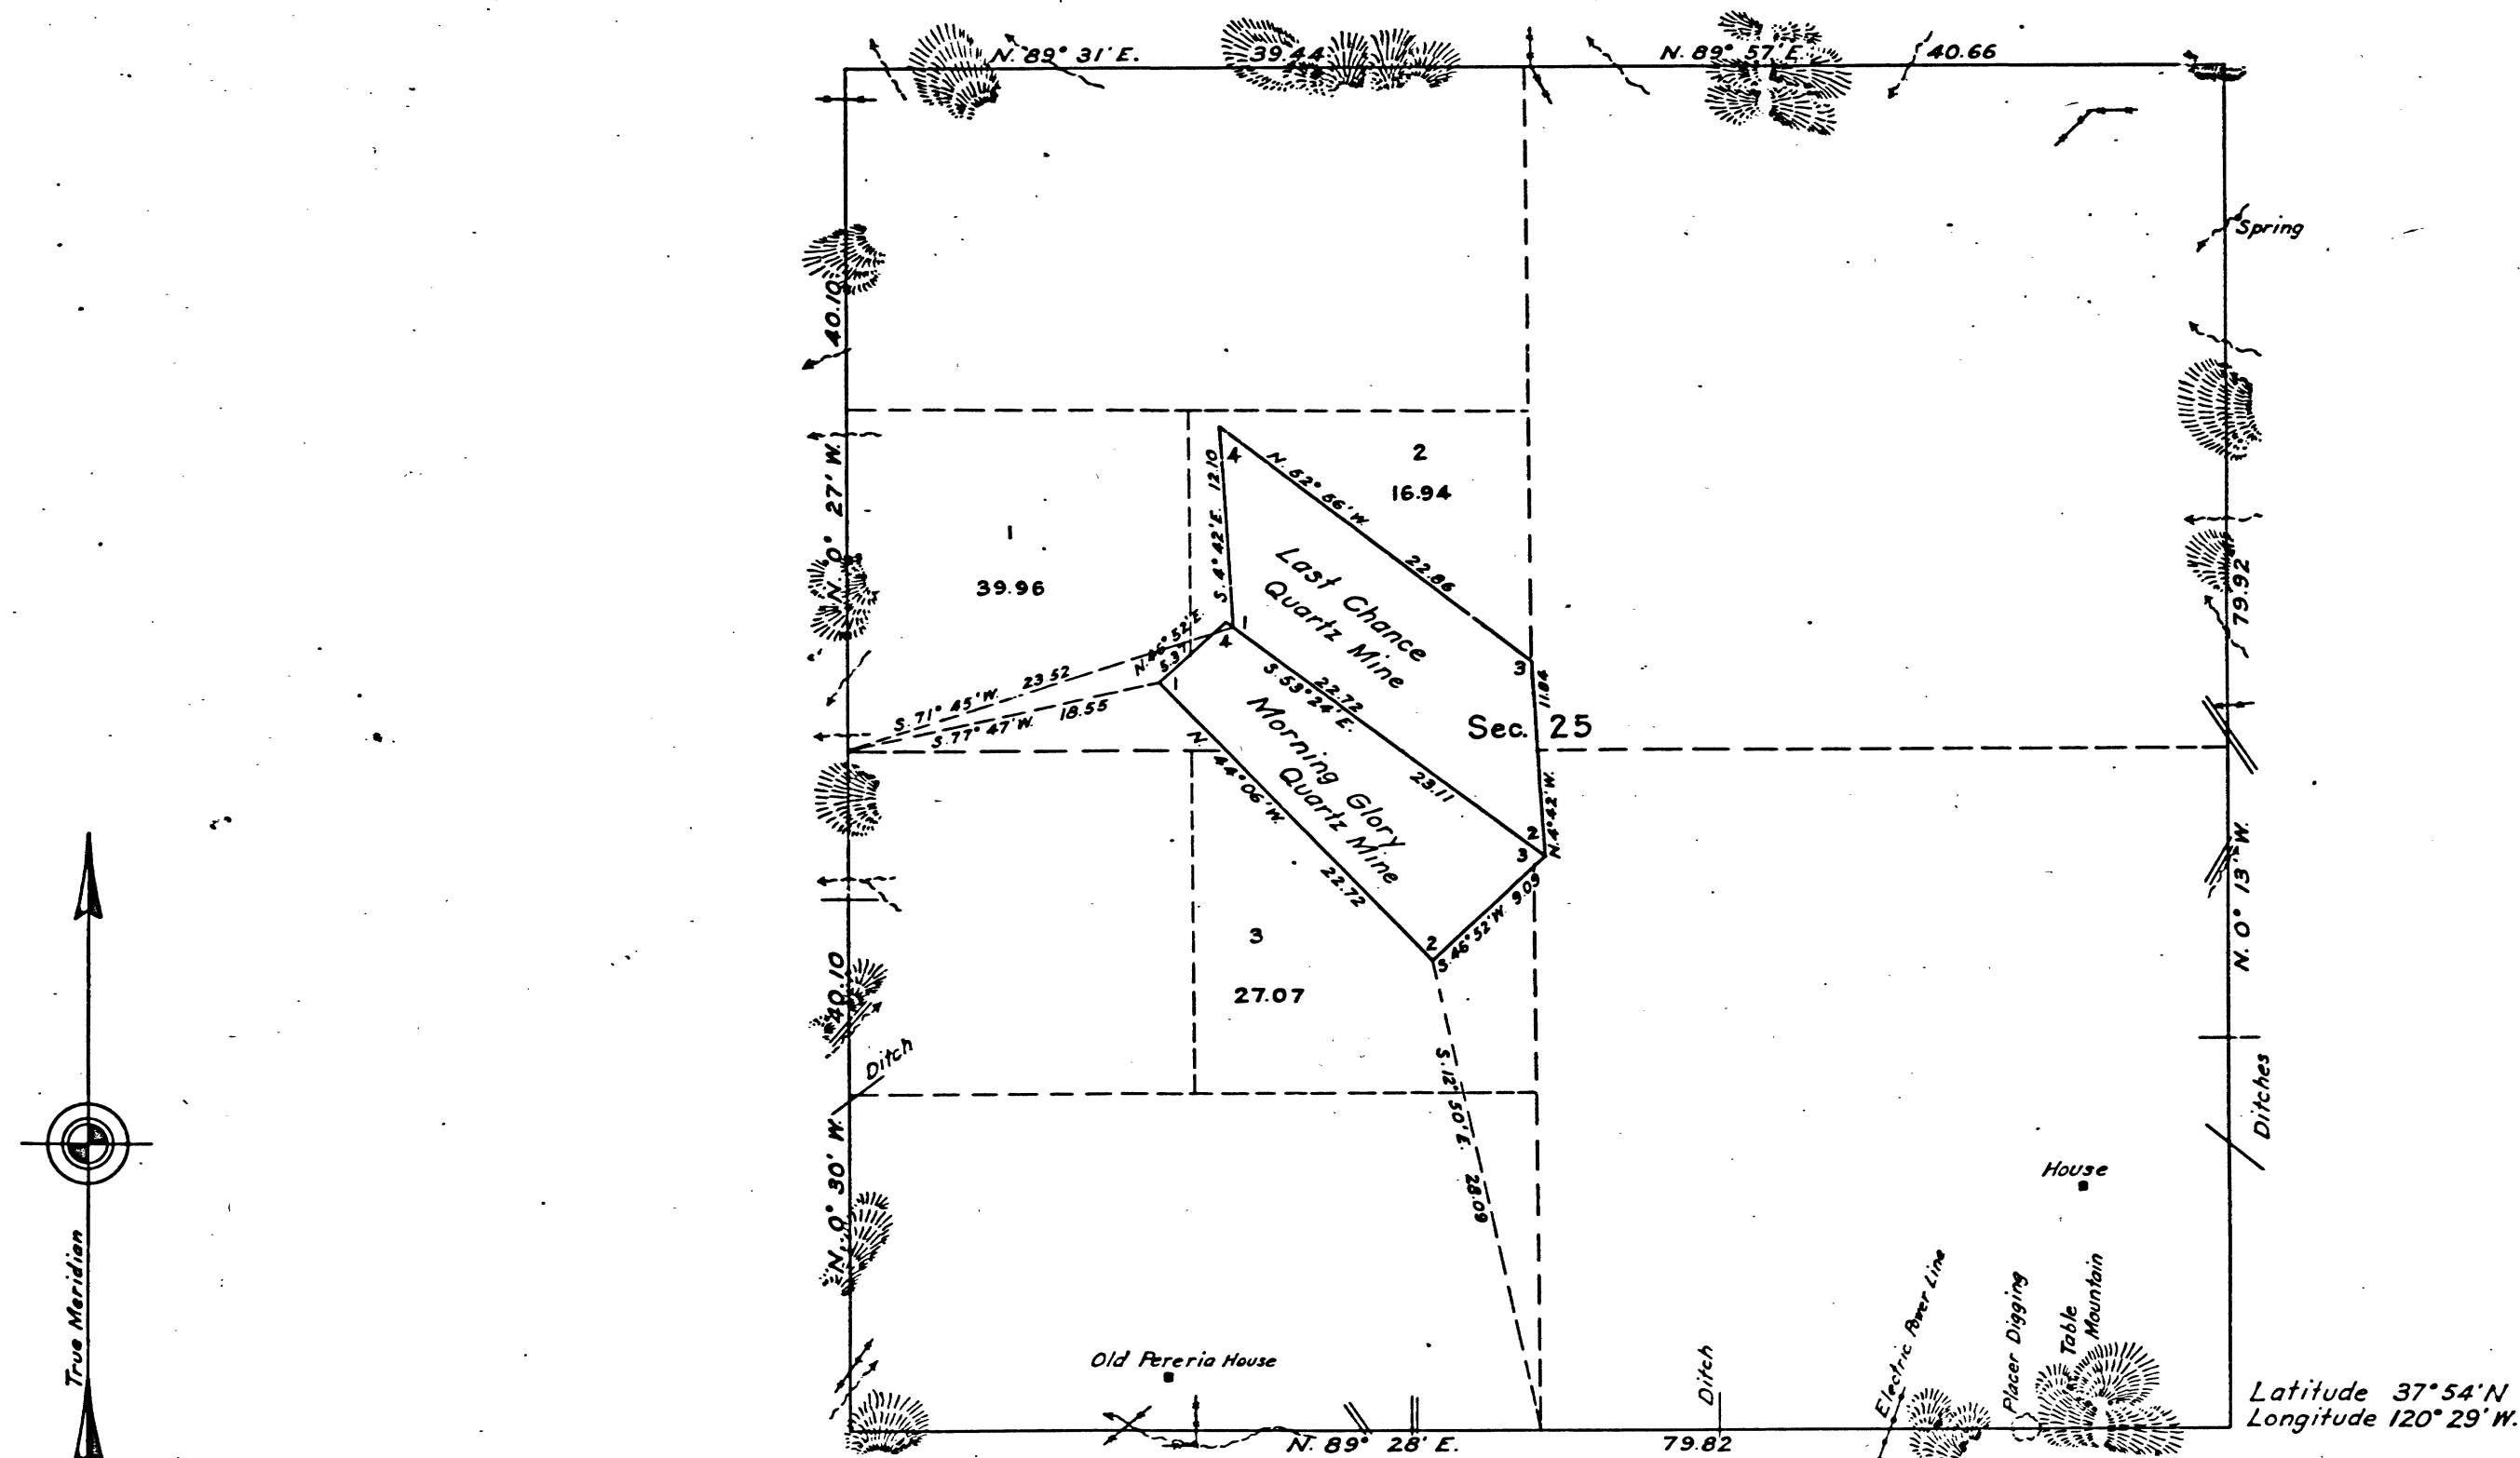 N. 89° 31' E. 39.44 N. 89° 57' E. 40.66
Spring
40.10
N. 0° 27' W.
2
16.94
4
12.10
S. 4° 42' E.
N. 52° 56' W.
22.86
1
39.96
Last Chance
Quartz Mine
N. 46° 52' E.
5.37
1
4
3
11.84
79.92
S. 71° 45' W. 23.52
S. 77° 47' W. 18.55
1
22.72
S. 53° 24' E.
Sec. 25
Morning Glory
Quartz Mine
N. 44° 06' W.
22.72
23.11
2
3
N. 4° 42' W.
9.09
S. 46° 52' W.
2
N. 0° 13' W.
3
27.07
40.10
Ditch
N. 0° 30' W.
S. 12° 50' E. 28.09
Ditches
House
True Meridian
Old Pereria House
Ditch
Electric Power Line
Placer Digging
Table
Mountain
Latitude 37° 54' N
Longitude 120° 29' W.
N. 89° 28' E. 79.82